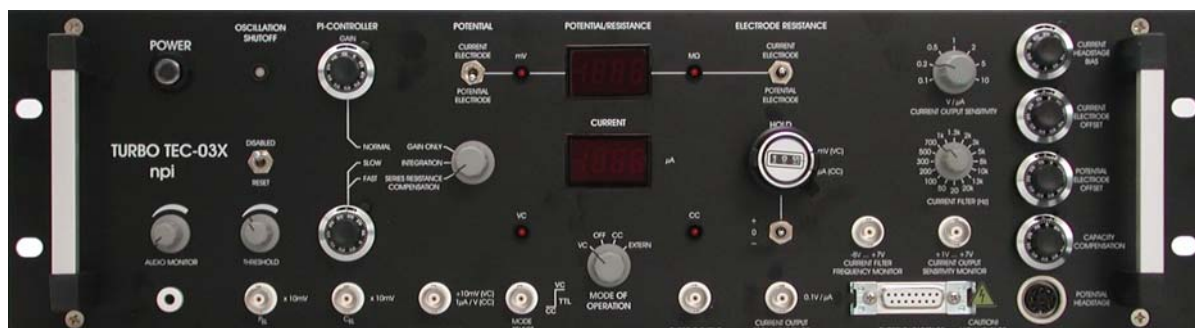 POWER
OSCILLATION
SHUTOFF
PI-CONTROLLER
GAIN
POTENTIAL
CURRENT
ELECTRODE
POTENTIAL
ELECTRODE
mV
POTENTIAL/RESISTANCE
MΩ
ELECTRODE RESISTANCE
CURRENT
ELECTRODE
POTENTIAL
ELECTRODE
0.1
0.2
0.5
1
2
5
10
V / µA
CURRENT OUTPUT SENSITIVITY
CURRENT
HEADSTAGE
BIAS
CURRENT
ELECTRODE
OFFSET
TURBO TEC-03X
npi
DISABLED
RESET
NORMAL
SLOW
FAST
GAIN ONLY
INTEGRATION
SERIES RESISTANCE
COMPENSATION
CURRENT
µA
HOLD
mV (VC)
µA (CC)
+
0
–
20
50
100
200
300
500
700
1k
1.3k
2k
3k
5k
8k
10k
13k
20k
CURRENT FILTER (Hz)
POTENTIAL
ELECTRODE
OFFSET
AUDIO MONITOR
THRESHOLD
VC
CC
VC
OFF
CC
EXTERN
MODE OF
OPERATION
-8V ... +7V
CURRENT FILTER
FREQUENCY MONITOR
+1V ... +7V
CURRENT OUTPUT
SENSITIVITY MONITOR
CAPACITY
COMPENSATION
x 10mV
x 10mV
÷10mV (VC)
1µA / V (CC)
VC
TTL
CC
0.1V / µA
CURRENT OUTPUT
CAUTION!
POTENTIAL
HEADSTAGE